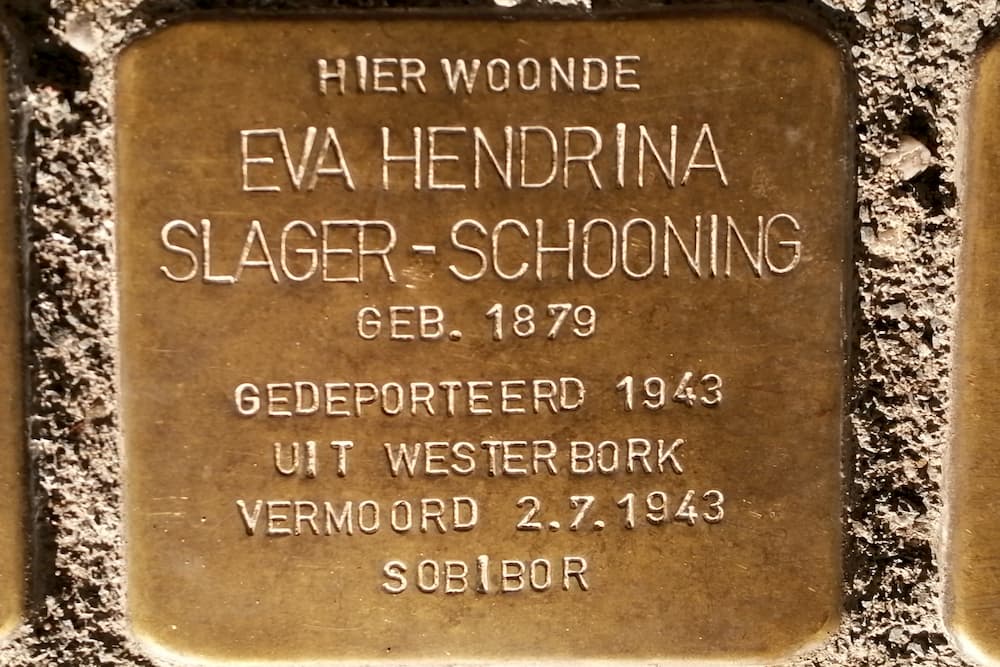 HIER WOONDE
EVA HENDRINA
SLAGER-SCHOONING
GEB. 1879
GEDEPORTEERD 1943
UIT WESTERBORK
VERMOORD 2.7.1943
SOBIBOR